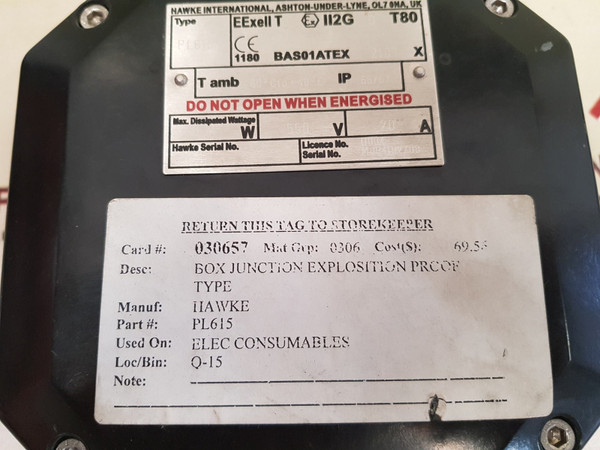 HAWKE INTERNATIONAL, ASHTON-UNDER-LYNE, OL7 9NA, UK
Type EExeII T Ex II2G T80
CE 1180 BAS01ATEX X
T amb IP
DO NOT OPEN WHEN ENERGISED
Max. Dissipated Wattage W V A
Hawke Serial No. Licence No.
Serial No.
RETURN THIS TAG TO STOREKEEPER
Card #: 030657 Mat Grp: 0306 Cost($):
Desc: BOX JUNCTION EXPLOSITION PROOF
TYPE
Manuf: HAWKE
Part #: PL615
Used On: ELEC CONSUMABLES
Loc/Bin: Q-15
Note: